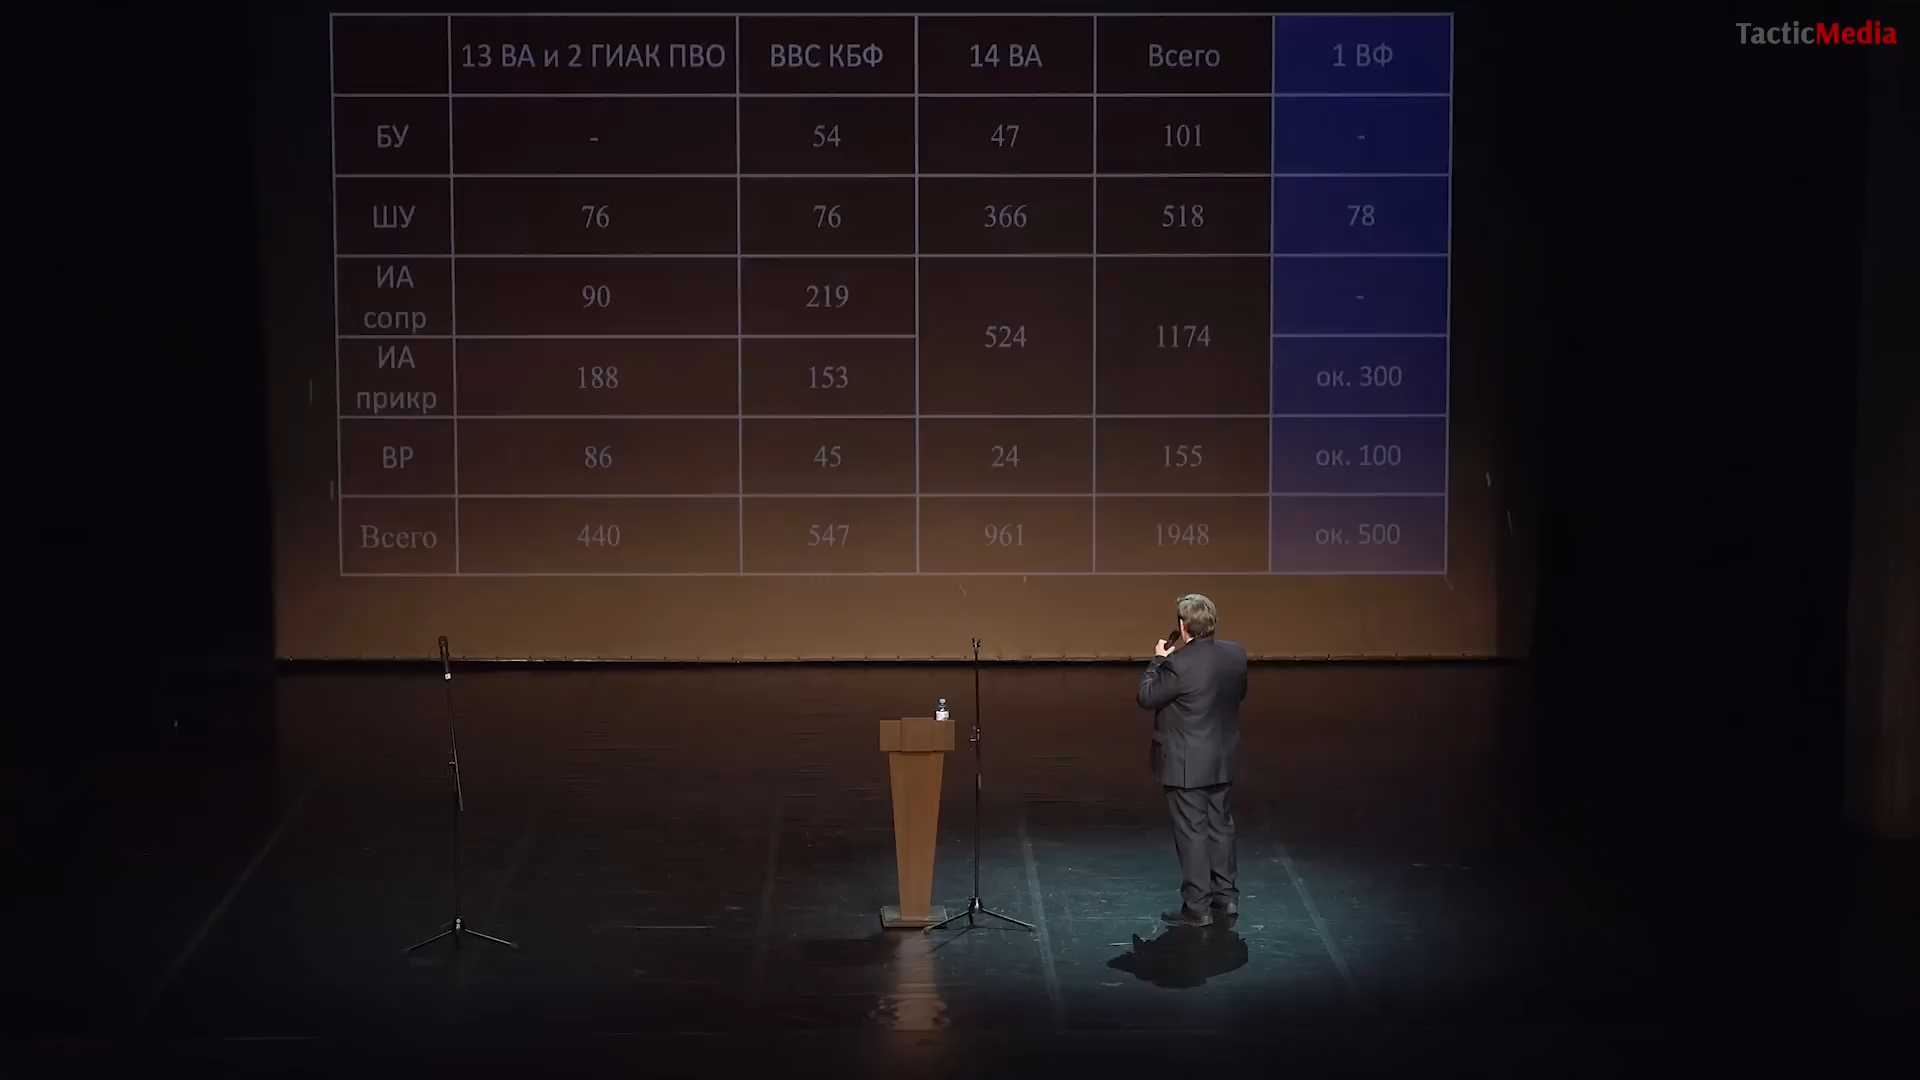 TacticMedia
13 ВА и 2 ГИАК ПВО ВВС КБФ 14 ВА Всего 1 ВФ
БУ - 54 47 101 -
ШУ 76 76 366 518 78
ИА
сопр 90 219 524 1174 -
ИА
прикр 188 153 ок. 300
ВР 86 45 24 155 ок. 100
Всего 440 547 961 1948 ок. 500